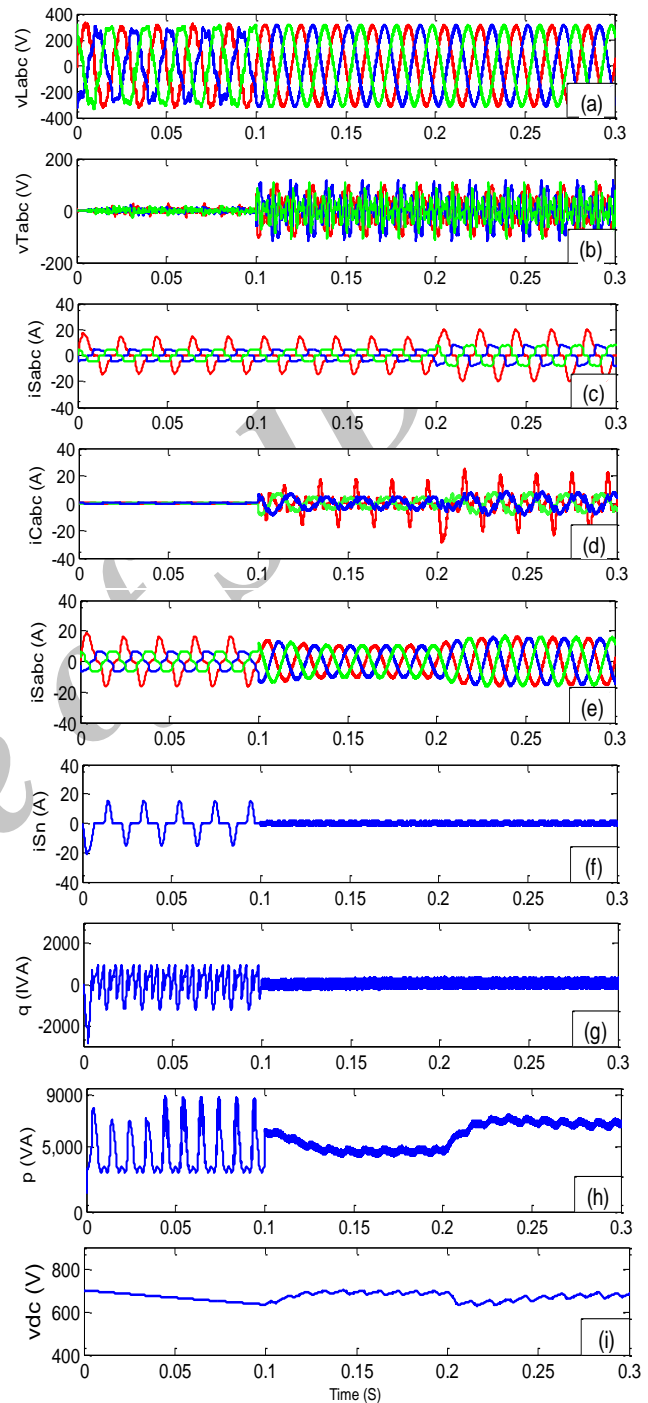 400
200
0
-200
-400
vLabc (V)
(a)
0 0.05 0.1 0.15 0.2 0.25 0.3
200
0
-200
vTabc (V)
(b)
0 0.05 0.1 0.15 0.2 0.25 0.3
40
20
0
-20
-40
iSabc (A)
(c)
0 0.05 0.1 0.15 0.2 0.25 0.3
40
20
0
-20
-40
iCabc (A)
(d)
0 0.05 0.1 0.15 0.2 0.25 0.3
40
20
0
-20
-40
iSabc (A)
(e)
0 0.05 0.1 0.15 0.2 0.25 0.3
40
20
0
-20
-40
iSn (A)
(f)
0 0.05 0.1 0.15 0.2 0.25 0.3
2000
0
-2000
q (IVA)
(g)
0 0.05 0.1 0.15 0.2 0.25 0.3
9000
5,000
0
p (VA)
(h)
0 0.05 0.1 0.15 0.2 0.25 0.3
800
600
400
vdc (V)
(i)
0 0.05 0.1 0.15 0.2 0.25 0.3
Time (S)